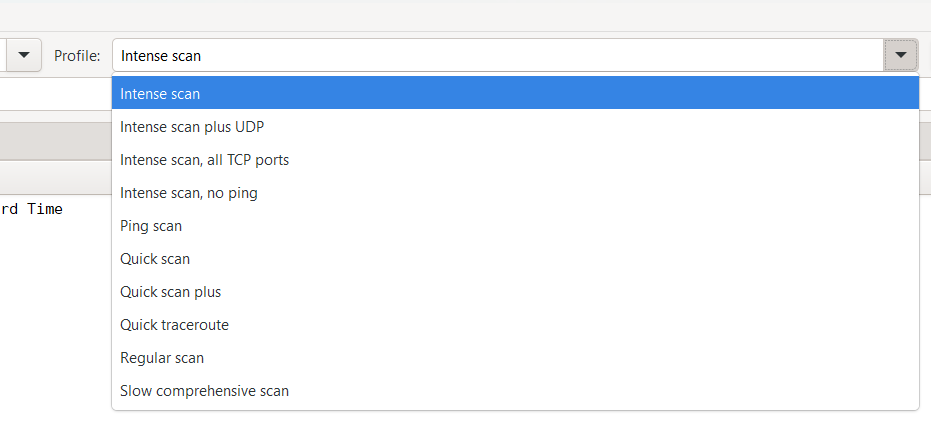 Profile: Intense scan
Intense scan
Intense scan plus UDP
Intense scan, all TCP ports
Intense scan, no ping
rd Time
Ping scan
Quick scan
Quick scan plus
Quick traceroute
Regular scan
Slow comprehensive scan